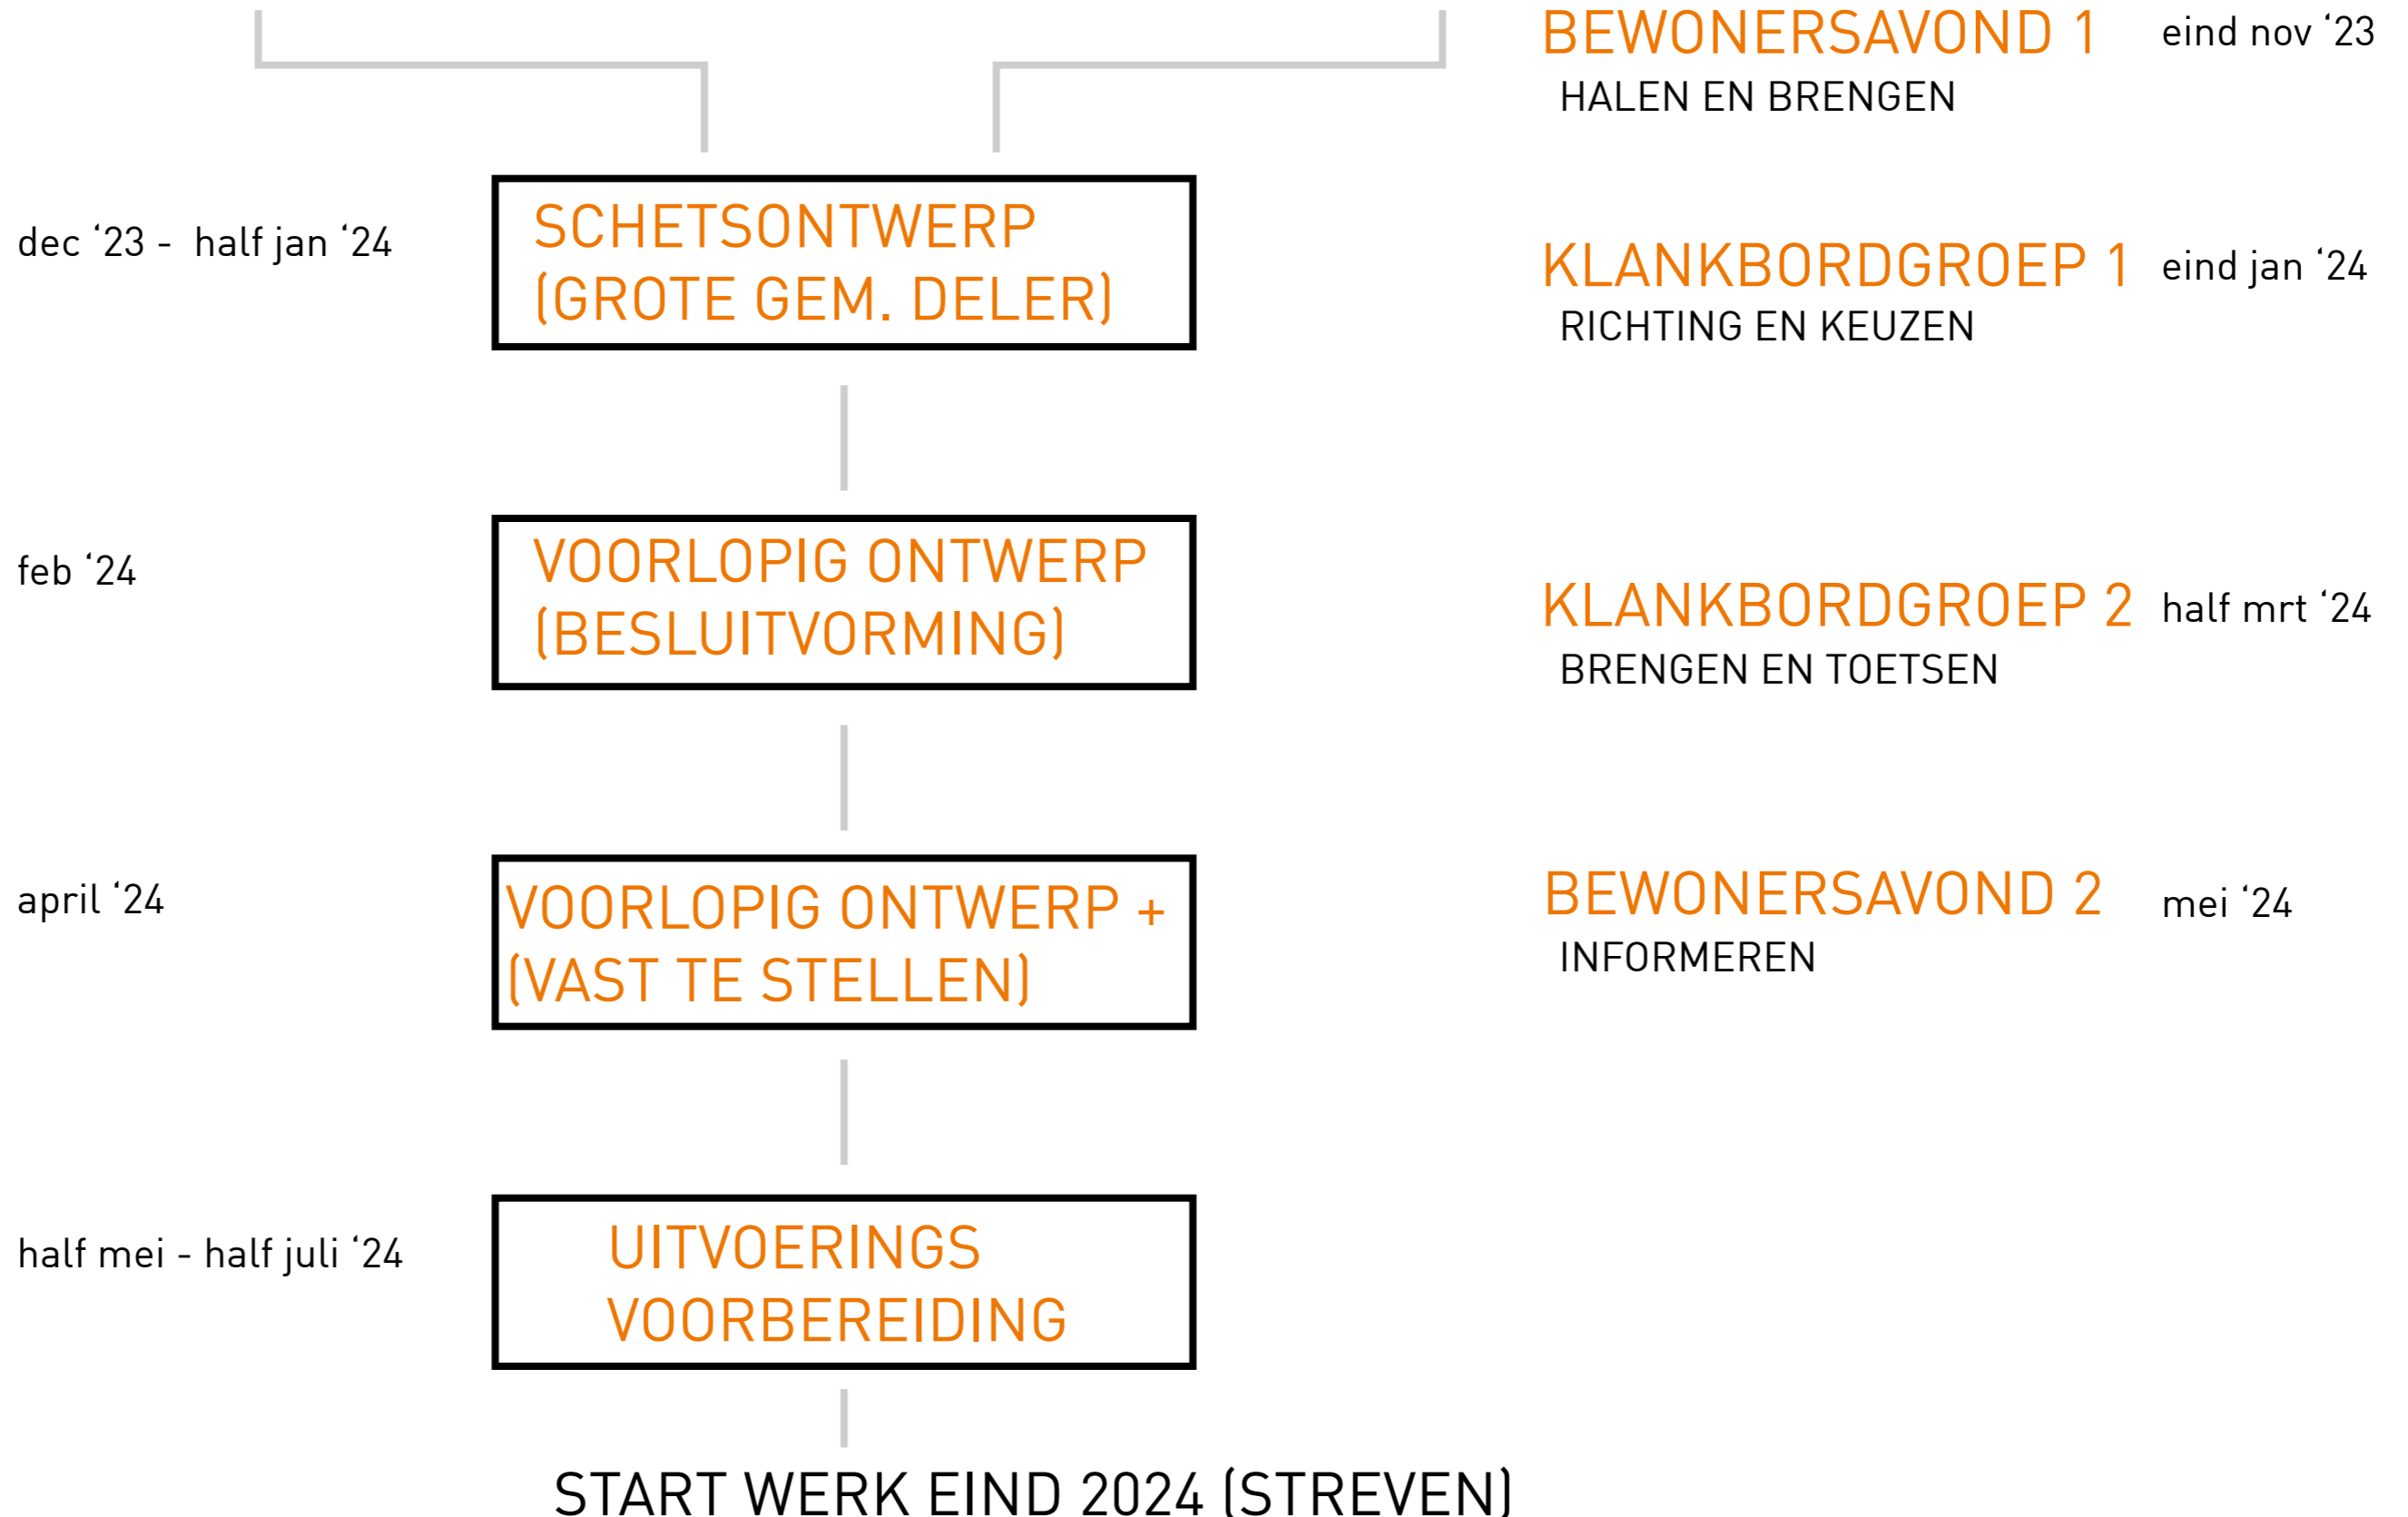 BEWONERSAVOND 1 eind nov ‘23
HALEN EN BRENGEN
dec ‘23 - half jan ‘24
SCHETSONTWERP
(GROTE GEM. DELER)
KLANKBORDGROEP 1 eind jan ‘24
RICHTING EN KEUZEN
feb ‘24
VOORLOPIG ONTWERP
(BESLUITVORMING)
KLANKBORDGROEP 2 half mrt ‘24
BRENGEN EN TOETSEN
april ‘24
VOORLOPIG ONTWERP +
(VAST TE STELLEN)
BEWONERSAVOND 2 mei ‘24
INFORMEREN
half mei - half juli ‘24
UITVOERINGS
VOORBEREIDING
START WERK EIND 2024 (STREVEN)